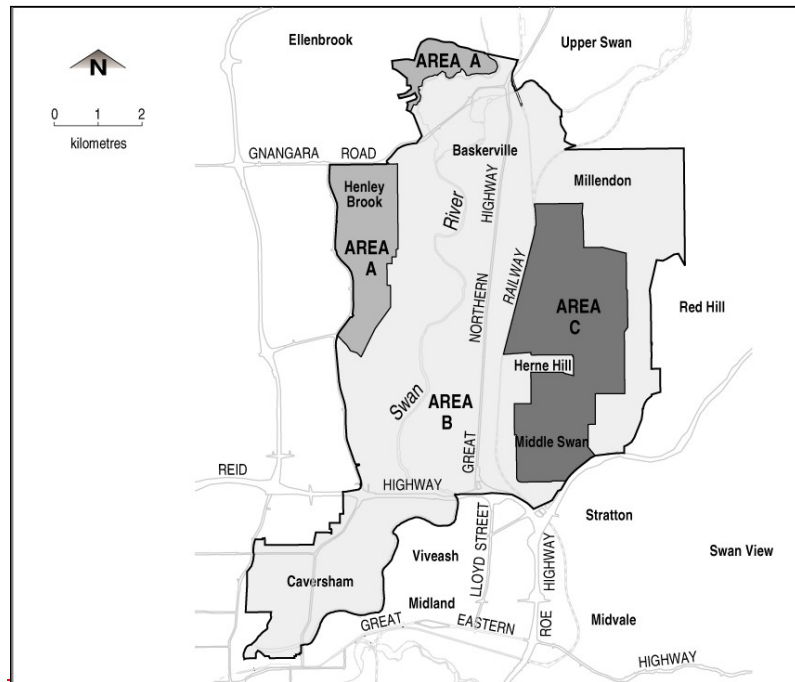 Ellenbrook
Upper Swan
AREA A
N
0 1 2
kilometres
GNANGARA ROAD
Baskerville
Millendon
Henley
Brook
AREA
A
River
Swan
GREAT NORTHERN HIGHWAY
RAILWAY
AREA
C
Red Hill
Herne Hill
AREA
B
Middle Swan
REID HIGHWAY
Stratton
Swan View
LLOYD STREET
Viveash
Caversham
Midland
ROE HIGHWAY
Midvale
GREAT EASTERN HIGHWAY